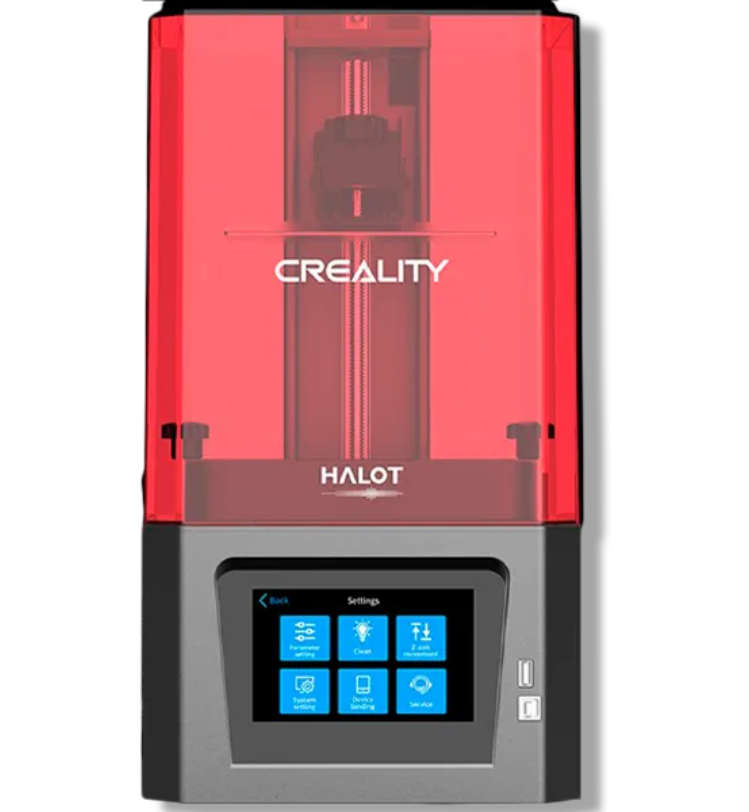 CREALITY
HALOT
Back
Settings
Parameter
setting
Clean
Z axis
movement
System
setting
Device
binding
Service